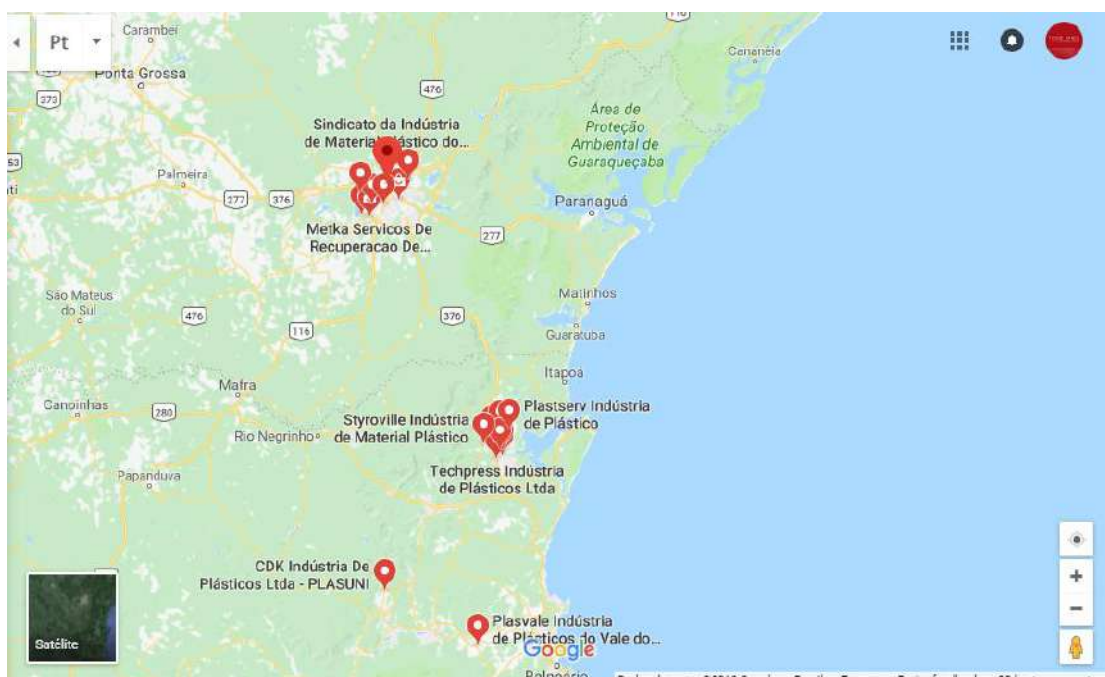 Pt
Carambeí
Ponta Grossa
373
476
116
Cananéia
Sindicato da Indústria
de Material Plástico do...
Área de
Proteção
Ambiental de
Guaraqueçaba
Palmeira
277
376
Paranaguá
Metka Servicos De
Recuperacao De...
277
São Mateus
do Sul
476
116
376
Matinhos
Guaratuba
Itapoá
Mafra
Canoinhas
280
Rio Negrinho
Styroville Indústria
de Material Plástico
Plastserv Indústria
de Plástico
Papanduva
Techpress Indústria
de Plásticos Ltda
CDK Indústria De
Plásticos Ltda - PLASUNI
Plasvale Indústria
de Plásticos do Vale do...
Satélite
Google
Balneário